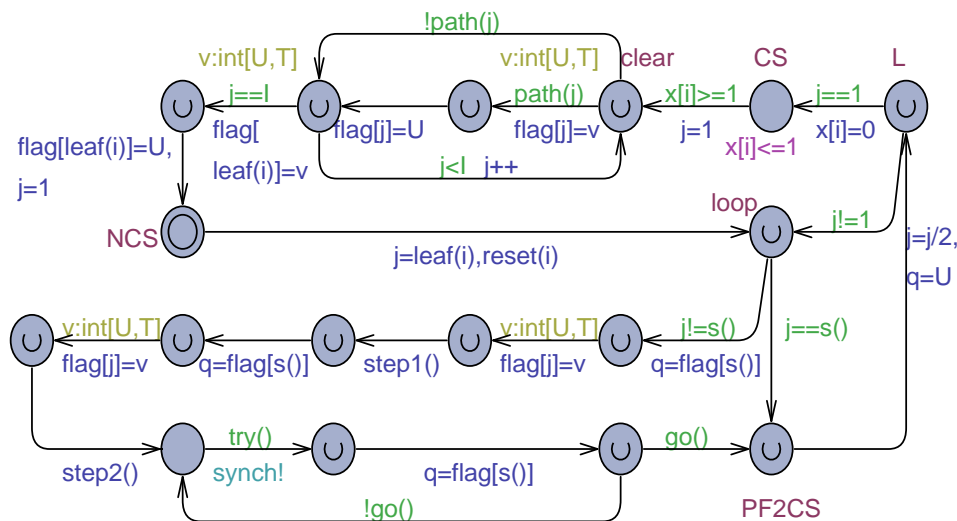 !path(j)
v:int[U,T] v:int[U,T] clear CS L
j==I path(j) x[i]>=1 j==1
flag[ flag[j]=U flag[j]=v j=1 x[i]=0
flag[leaf(i)]=U, leaf(i)]=v j<I j++ x[i]<=1
j=1
loop
NCS j!=1 j=j/2,
j=leaf(i),reset(i) q=U
v:int[U,T] v:int[U,T] j!=s() j==s()
flag[j]=v q=flag[s()] step1() flag[j]=v q=flag[s()]
try() go()
step2() synch! q=flag[s()]
!go() PF2CS